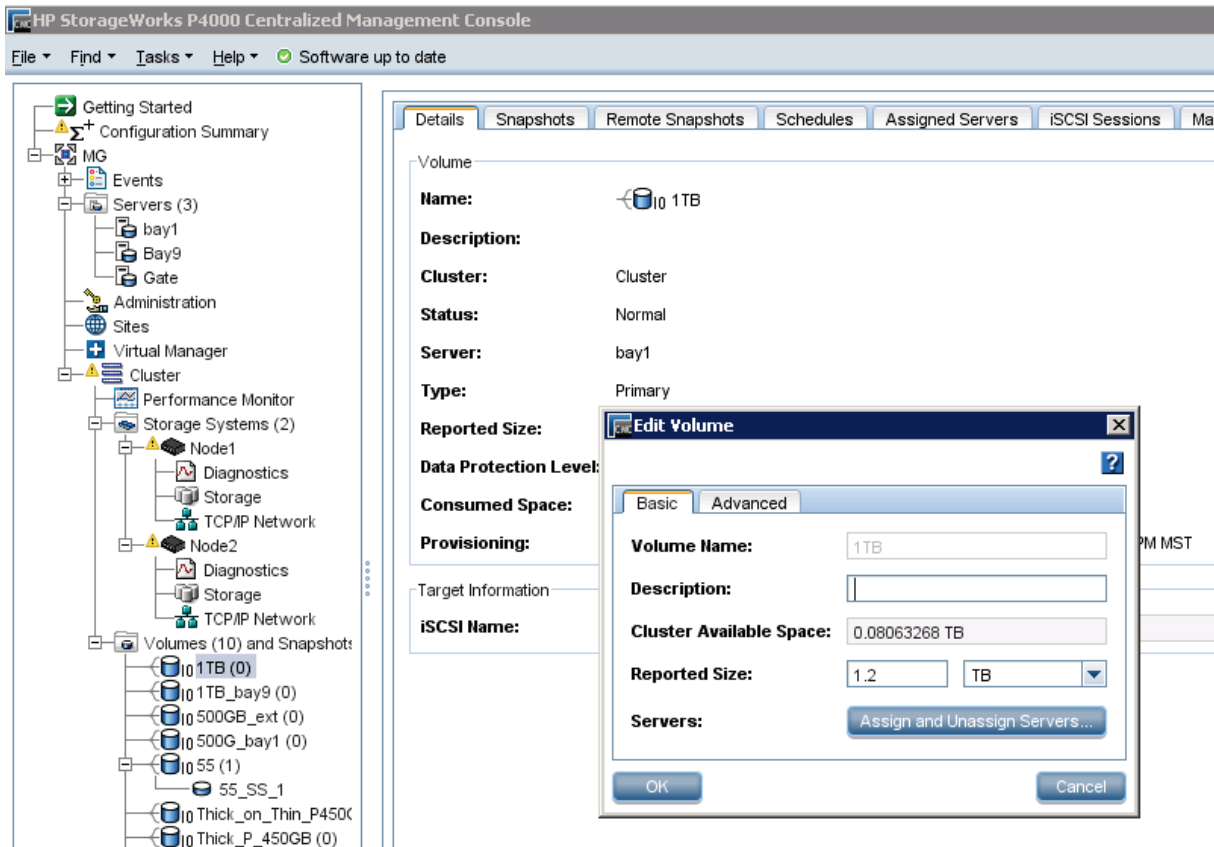 HP StorageWorks P4000 Centralized Management Console
File Find Tasks Help Software up to date
Getting Started
Configuration Summary
MG
Events
Servers (3)
bay1
Bay9
Gate
Administration
Sites
Virtual Manager
Cluster
Performance Monitor
Storage Systems (2)
Node1
Diagnostics
Storage
TCP/IP Network
Node2
Diagnostics
Storage
TCP/IP Network
Volumes (10) and Snapshots
1TB (0)
1TB_bay9 (0)
500GB_ext (0)
500G_bay1 (0)
55 (1)
55_SS_1
Thick_on_Thin_P450(
Thick_P_450GB (0)
Details Snapshots Remote Snapshots Schedules Assigned Servers iSCSI Sessions Ma
Volume
Name: 1TB
Description:
Cluster: Cluster
Status: Normal
Server: bay1
Type: Primary
Reported Size:
Data Protection Level:
Consumed Space:
Provisioning: PM MST
Target Information
iSCSI Name:
Edit Volume
Basic Advanced
Volume Name: 1TB
Description:
Cluster Available Space: 0.08063268 TB
Reported Size: 1.2 TB
Servers: Assign and Unassign Servers...
OK Cancel